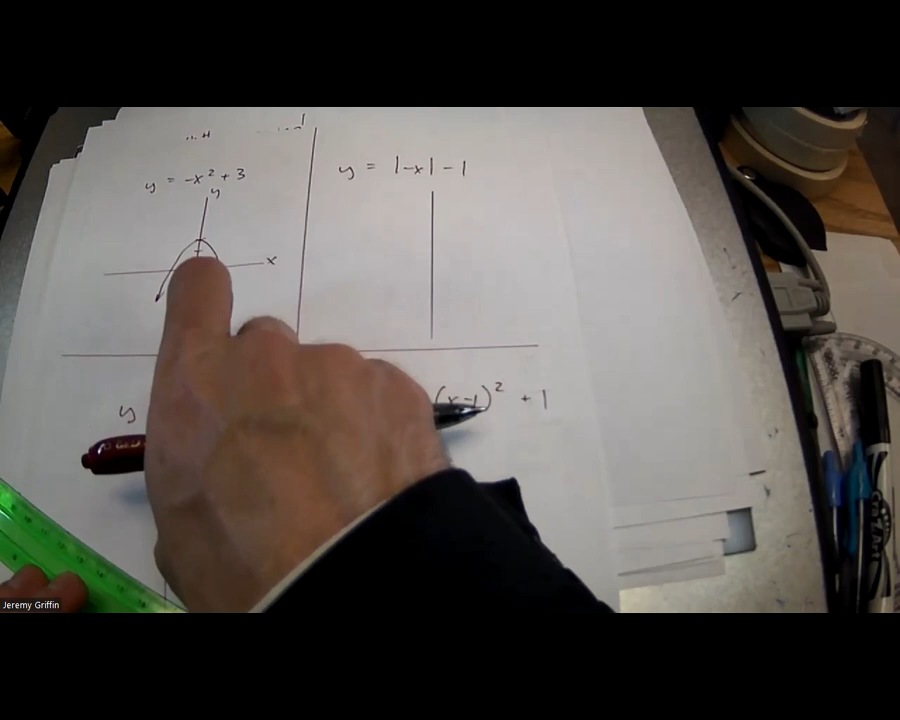 y = -x² + 3
y
x
y = |-x| - 1
y
(x-1)² + 1
Jeremy Griffin